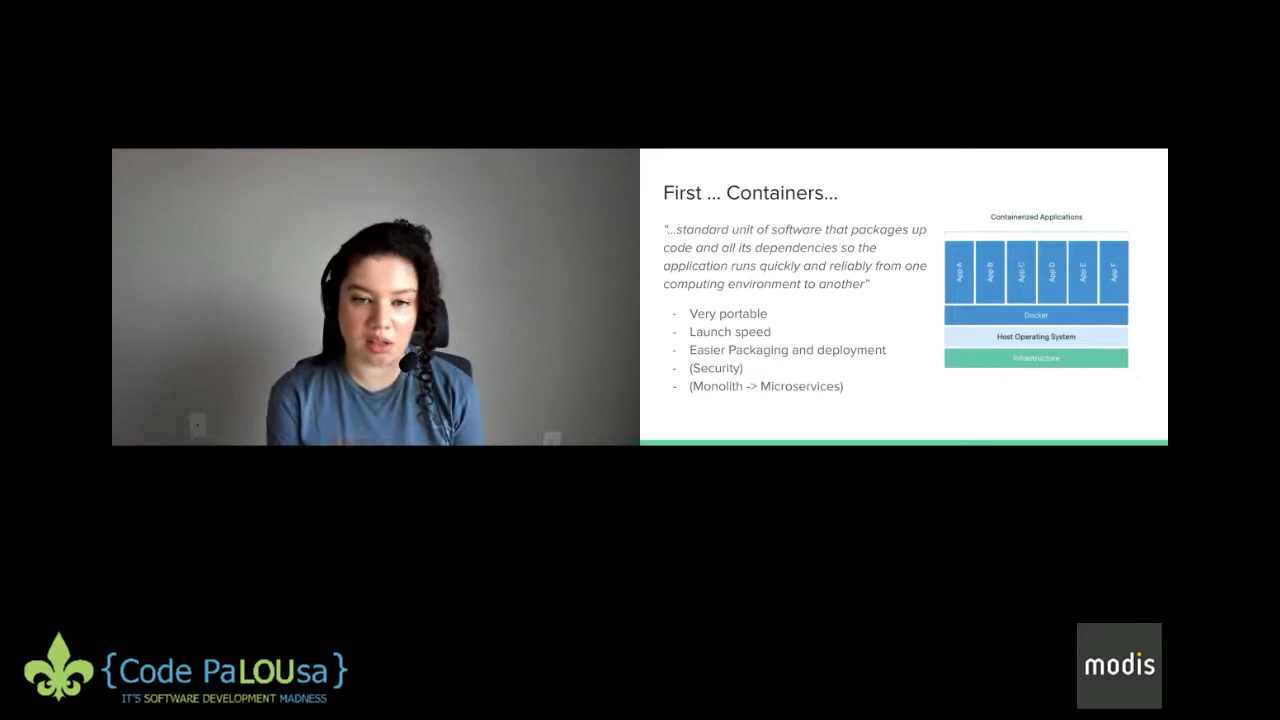 First ... Containers...
"...standard unit of software that packages up
code and all its dependencies so the
application runs quickly and reliably from one
computing environment to another"
- Very portable
- Launch speed
- Easier Packaging and deployment
- (Security)
- (Monolith -> Microservices)
Containerized Applications
App A
App B
App C
App D
App E
App F
Docker
Host Operating System
Infrastructure
{Code PaLOUsa}
IT'S SOFTWARE DEVELOPMENT MADNESS
modis